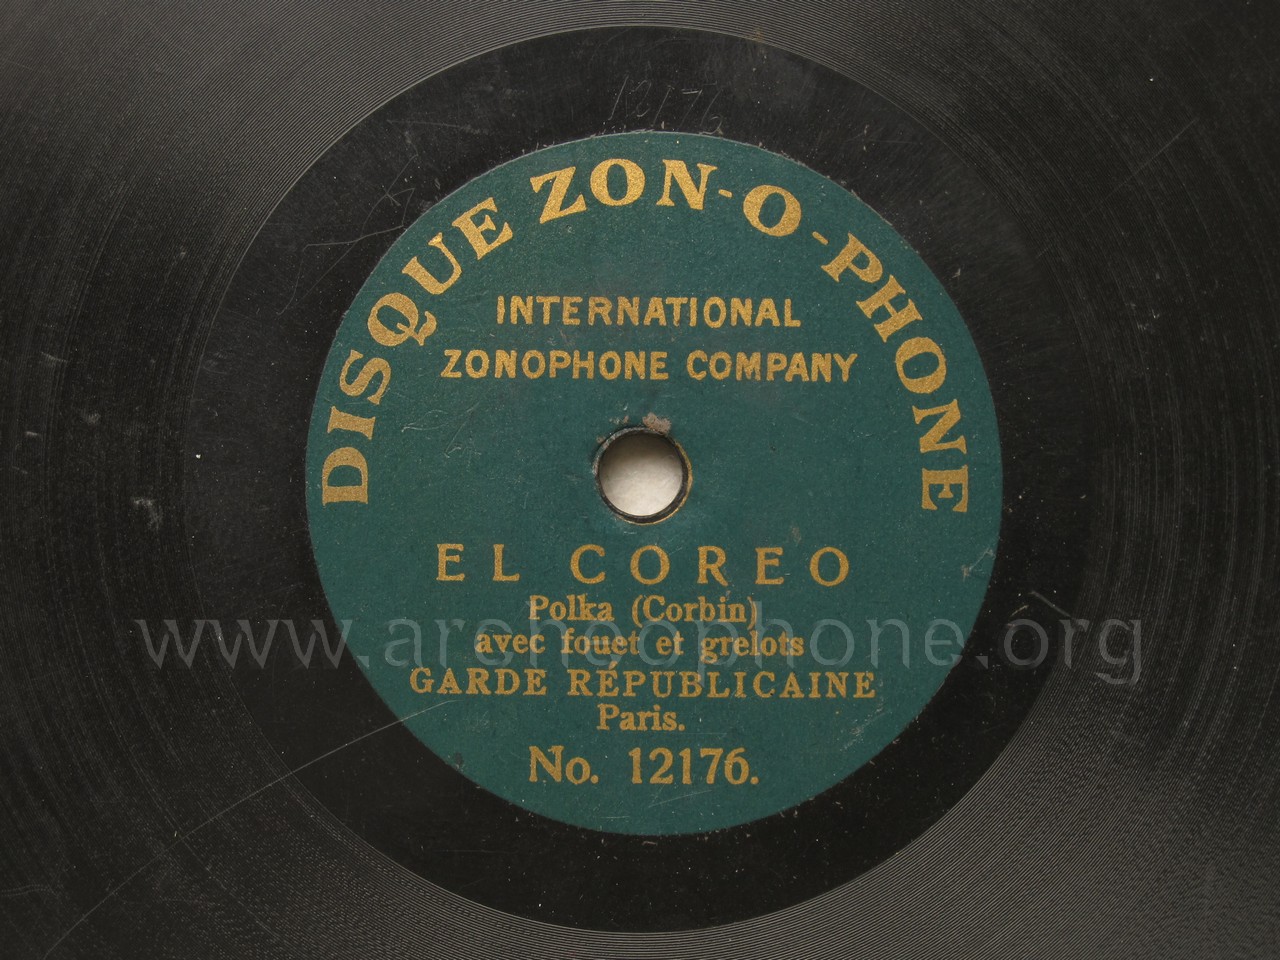 12176
DISQUE ZON-O-PHONE
INTERNATIONAL
ZONOPHONE COMPANY
EL COREO
Polka (Corbin)
www.archeophone.org
avec fouet et grelots
GARDE RÉPUBLICAINE
Paris.
No. 12176.